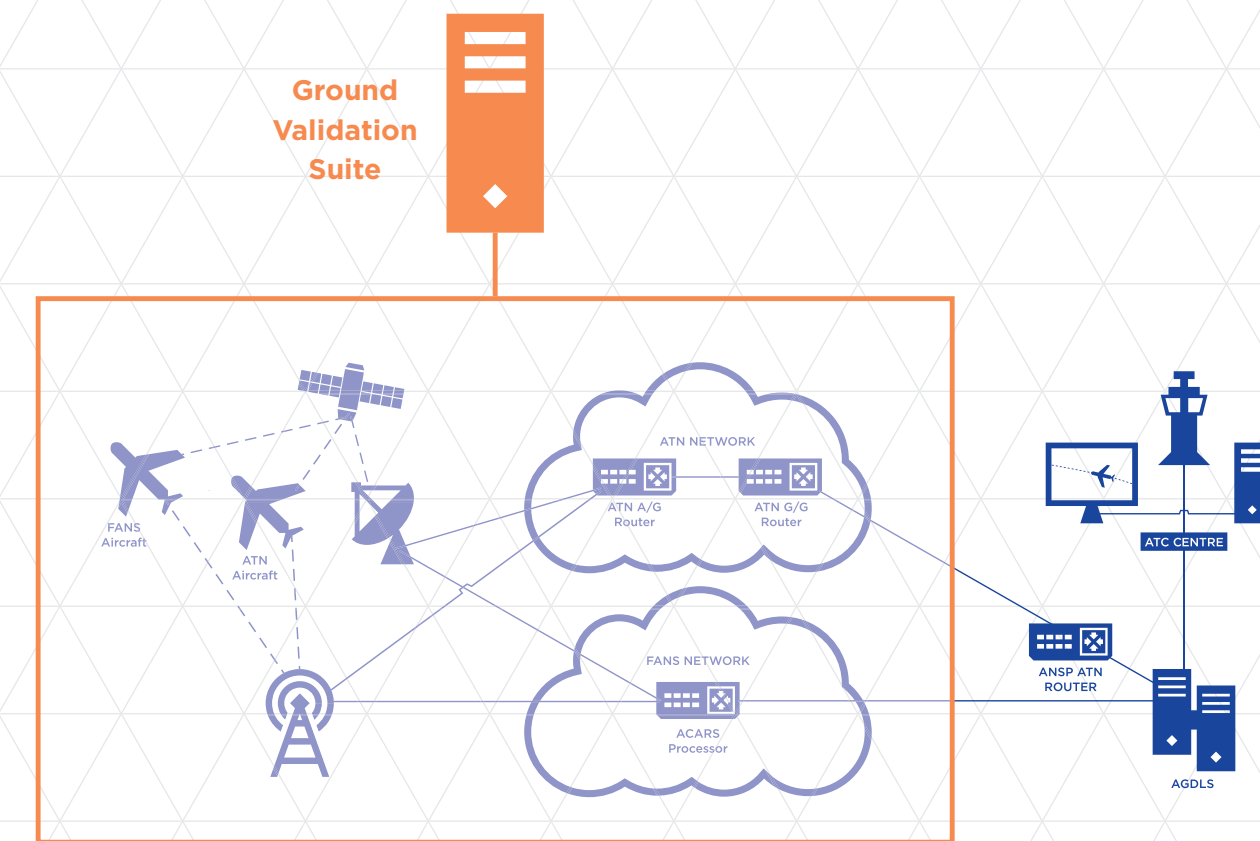 Ground
Validation
Suite
ATN NETWORK
ATN A/G
Router
ATN G/G
Router
FANS
Aircraft
ATN
Aircraft
ATC CENTRE
FANS NETWORK
ANSP ATN
ROUTER
ACARS
Processor
AGDLS